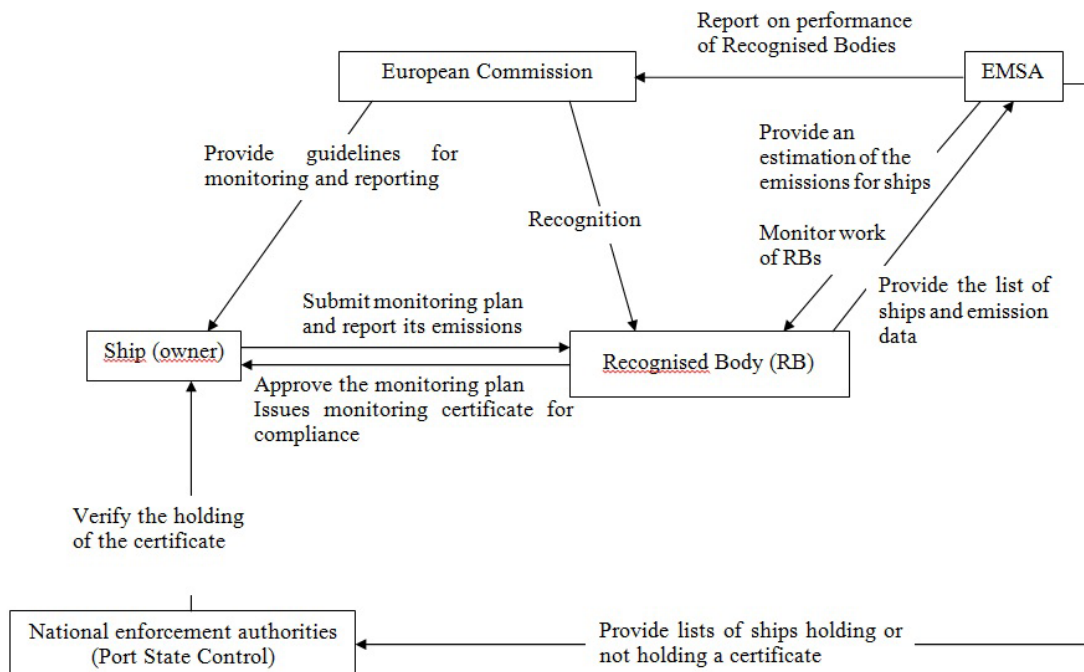 Report on performance
of Recognised Bodies
European Commission
EMSA
Provide an
estimation of the
emissions for ships
Provide guidelines for
monitoring and reporting
Recognition
Monitor work
of RBs
Provide the list of
ships and emission
data
Submit monitoring plan
and report its emissions
Ship (owner)
Recognised Body (RB)
Approve the monitoring plan
Issues monitoring certificate for
compliance
Verify the holding
of the certificate
National enforcement authorities
(Port State Control)
Provide lists of ships holding or
not holding a certificate